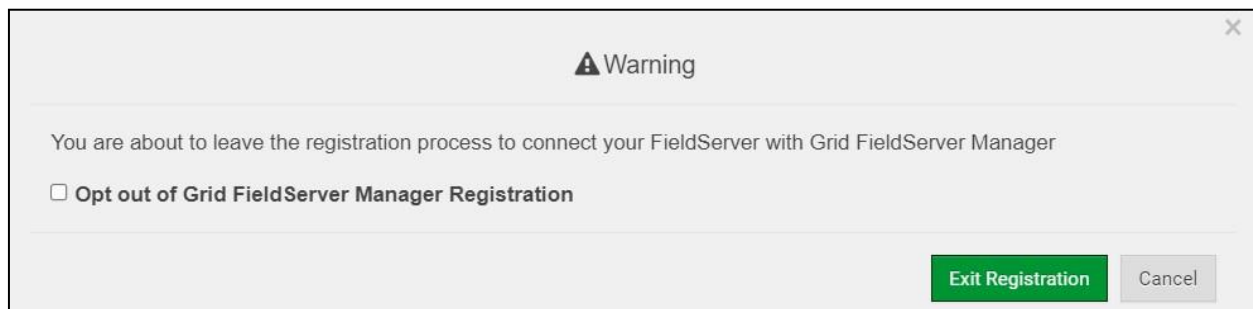 Warning
You are about to leave the registration process to connect your FieldServer with Grid FieldServer Manager
Opt out of Grid FieldServer Manager Registration
Exit Registration Cancel